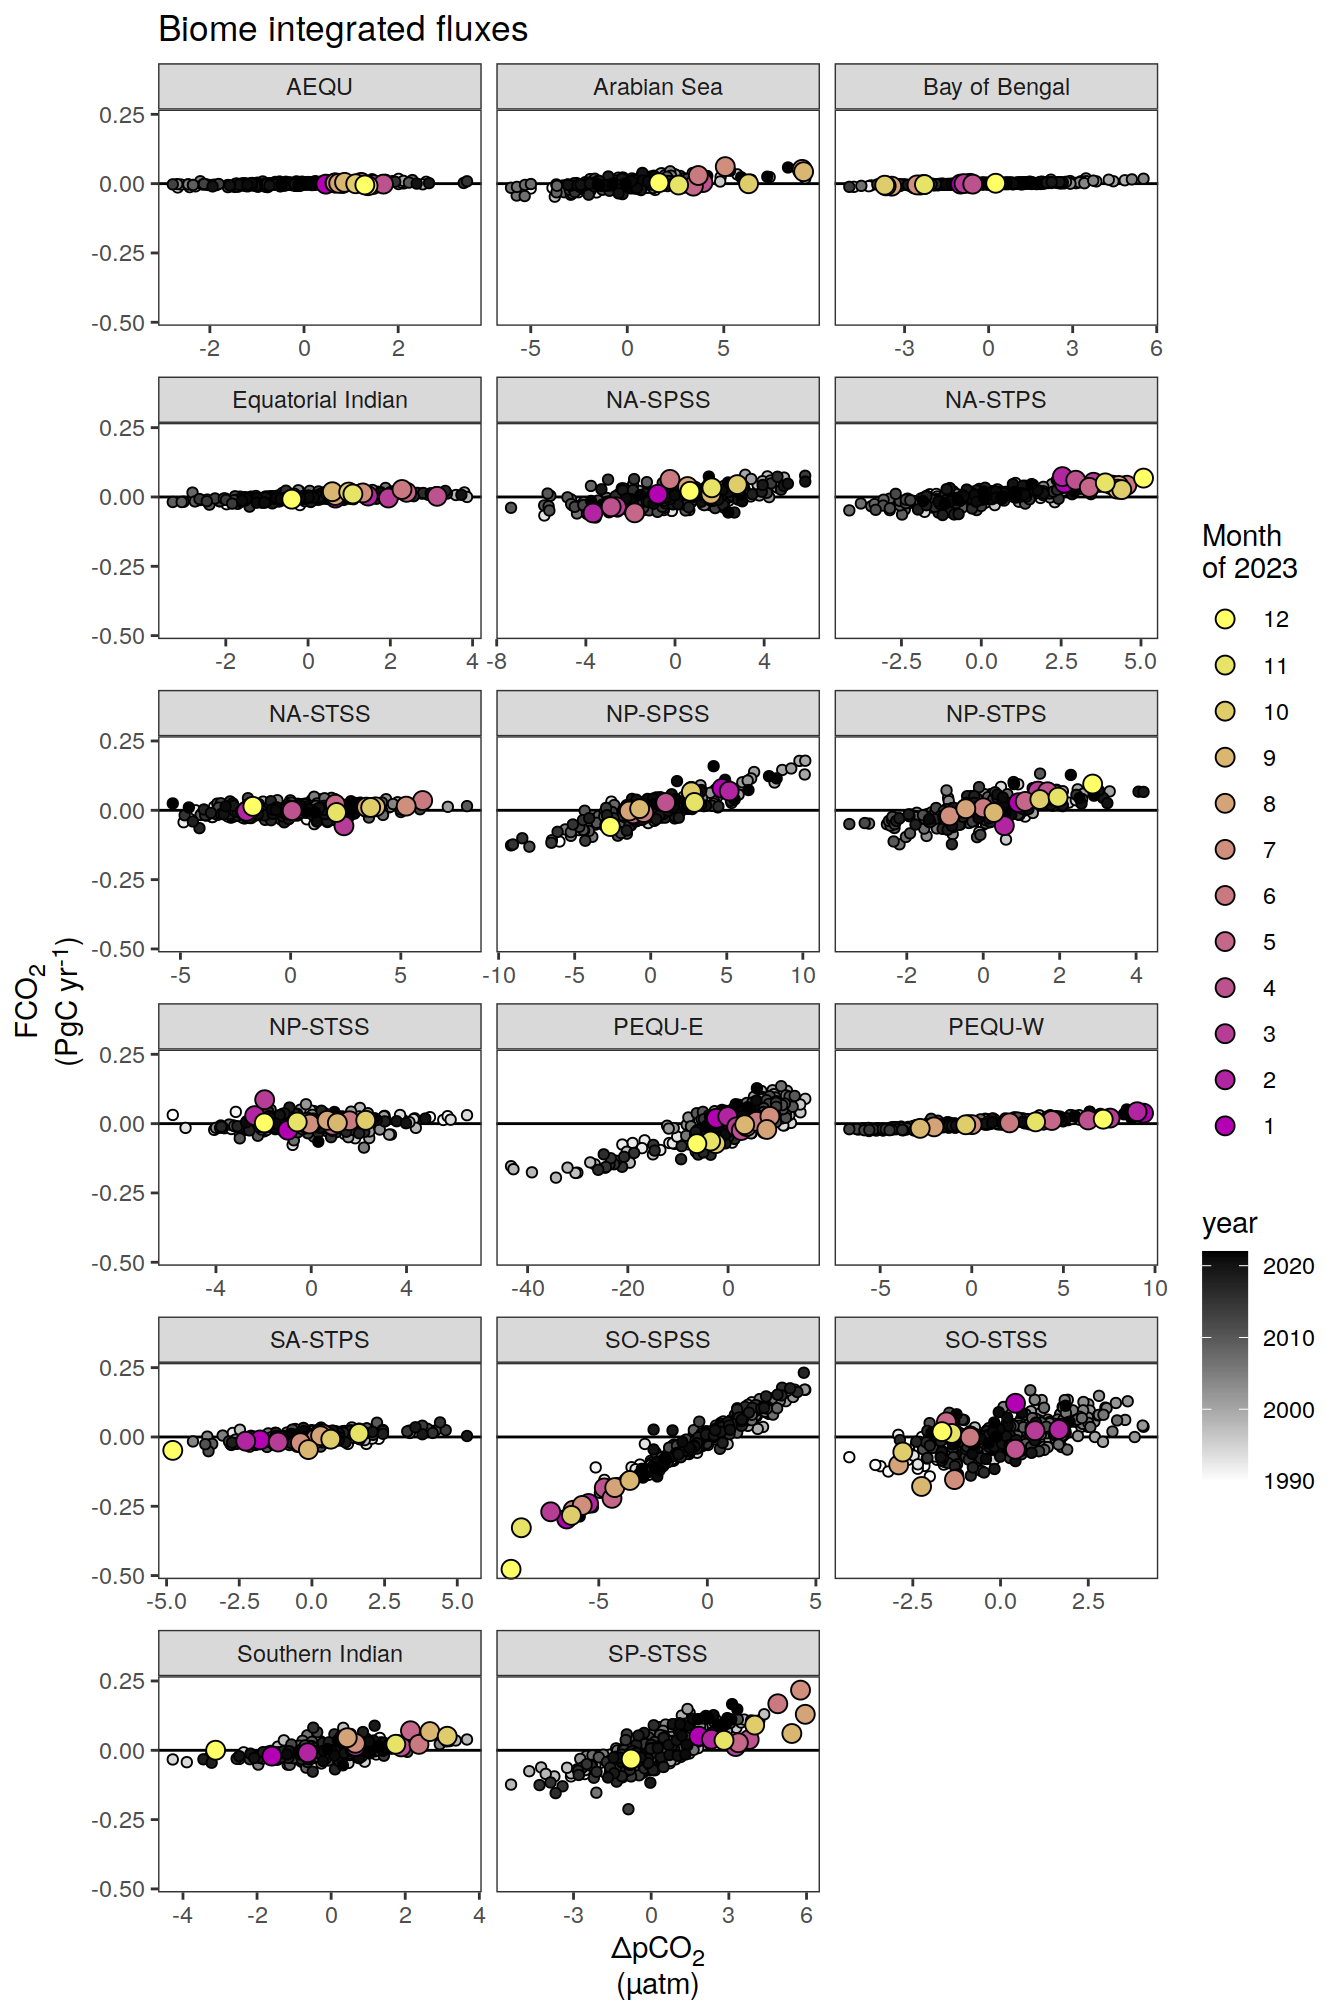 Biome integrated fluxes
AEQU
Arabian Sea
Bay of Bengal
0.25
0.00
-0.25
-0.50
-2 0 2
-5 0 5
-3 0 3 6
Equatorial Indian
NA-SPSS
NA-STPS
0.25
0.00
-0.25
-0.50
-2 0 2 4
-8 -4 0 4
-2.5 0.0 2.5 5.0
NA-STSS
NP-SPSS
NP-STPS
0.25
0.00
-0.25
-0.50
-5 0 5
-10 -5 0 5 10
-2 0 2 4
NP-STSS
PEQU-E
PEQU-W
0.25
0.00
-0.25
-0.50
-4 0 4
-40 -20 0
-5 0 5 10
SA-STPS
SO-SPSS
SO-STSS
0.25
0.00
-0.25
-0.50
-5.0 -2.5 0.0 2.5 5.0
-5 0 5
-2.5 0.0 2.5
Southern Indian
SP-STSS
0.25
0.00
-0.25
-0.50
-4 -2 0 2 4
-3 0 3 6
ΔpCO₂
(µatm)
FCO₂
(PgC yr⁻¹)
Month
of 2023
12
11
10
9
8
7
6
5
4
3
2
1
year
2020
2010
2000
1990